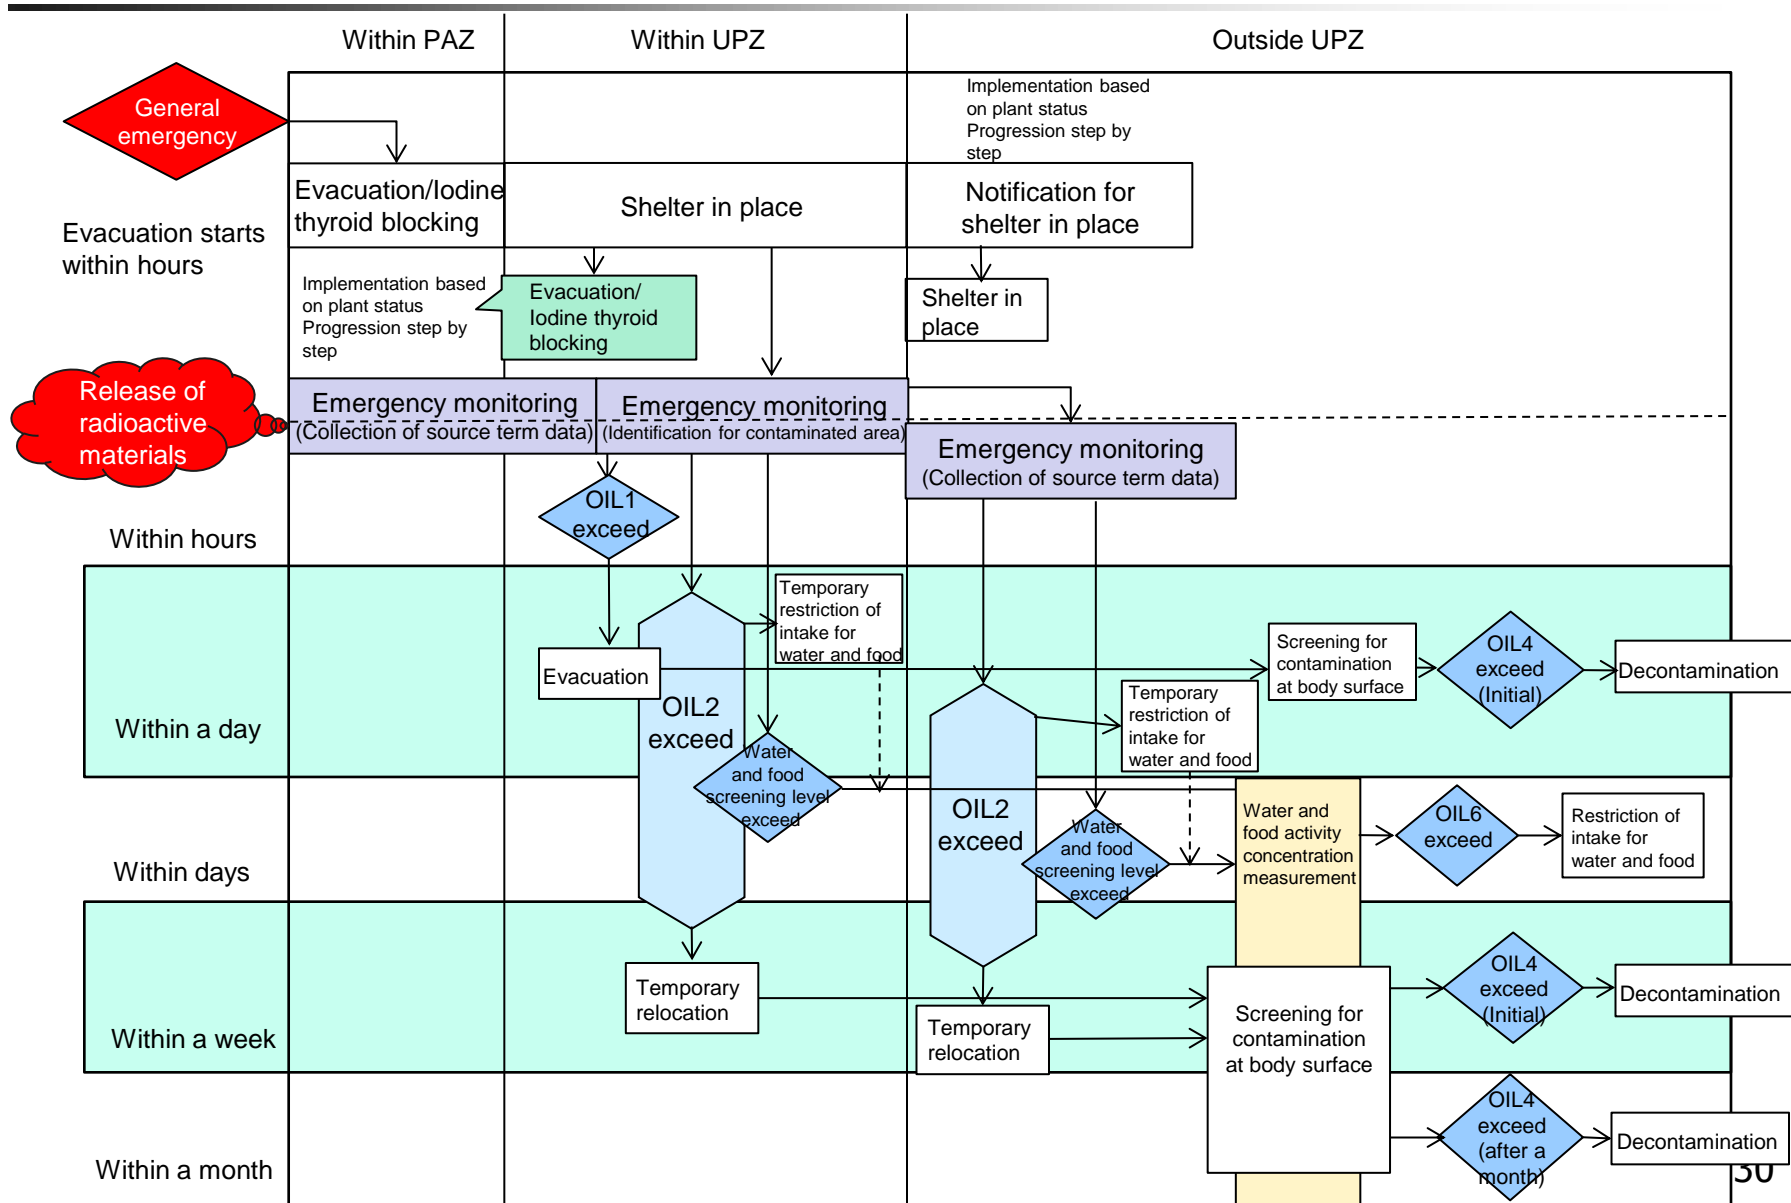 Within PAZ
Within UPZ
Outside UPZ
General
emergency
Implementation based
on plant status
Progression step by
step
Evacuation/Iodine
thyroid blocking
Shelter in place
Notification for
shelter in place
Evacuation starts
within hours
Implementation based
on plant status
Progression step by
step
Evacuation/
Iodine thyroid
blocking
Shelter in
place
Release of
radioactive
materials
Emergency monitoring
(Collection of source term data)
Emergency monitoring
(Identification for contaminated area)
Emergency monitoring
(Collection of source term data)
OIL1
exceed
Within hours
Temporary
restriction of
intake for
water and food
Evacuation
OIL2
exceed
Screening for
contamination
at body surface
OIL4
exceed
(Initial)
Decontamination
Temporary
restriction of
intake for
water and food
Within a day
Water
and food
screening level
exceed
OIL2
exceed
Water
and food
screening level
exceed
Water and
food activity
concentration
measurement
OIL6
exceed
Restriction of
intake for
water and food
Within days
Temporary
relocation
Temporary
relocation
Screening for
contamination
at body surface
OIL4
exceed
(Initial)
Decontamination
Within a week
OIL4
exceed
(after a
month)
Decontamination
Within a month
30